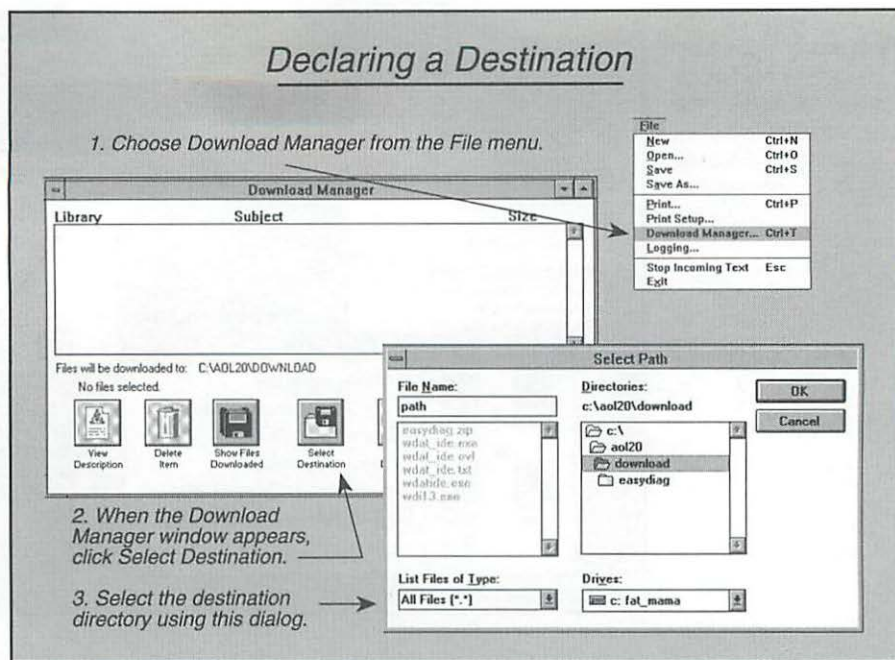 Declaring a Destination
1. Choose Download Manager from the File menu.
File
New Ctrl+N
Open... Ctrl+O
Save Ctrl+S
Save As...
Print... Ctrl+P
Print Setup...
Download Manager... Ctrl+T
Logging...
Stop Incoming Text Esc
Exit
Download Manager
Library Subject Size
Files will be downloaded to: C:\AOL20\DOWNLOAD
No files selected.
View Description
Delete Item
Show Files Downloaded
Select Destination
Select Path
File Name:
path
easydiag.zip
wdat_ide.exe
wdat_ide.ovl
wdat_ide.txt
wdatide.exe
wdi13.exe
List Files of Type:
All Files (*.*)
Directories:
c:\aol20\download
c:\
aol20
download
easydiag
Drives:
c: fat_mama
OK
Cancel
2. When the Download
Manager window appears,
click Select Destination.
3. Select the destination
directory using this dialog.